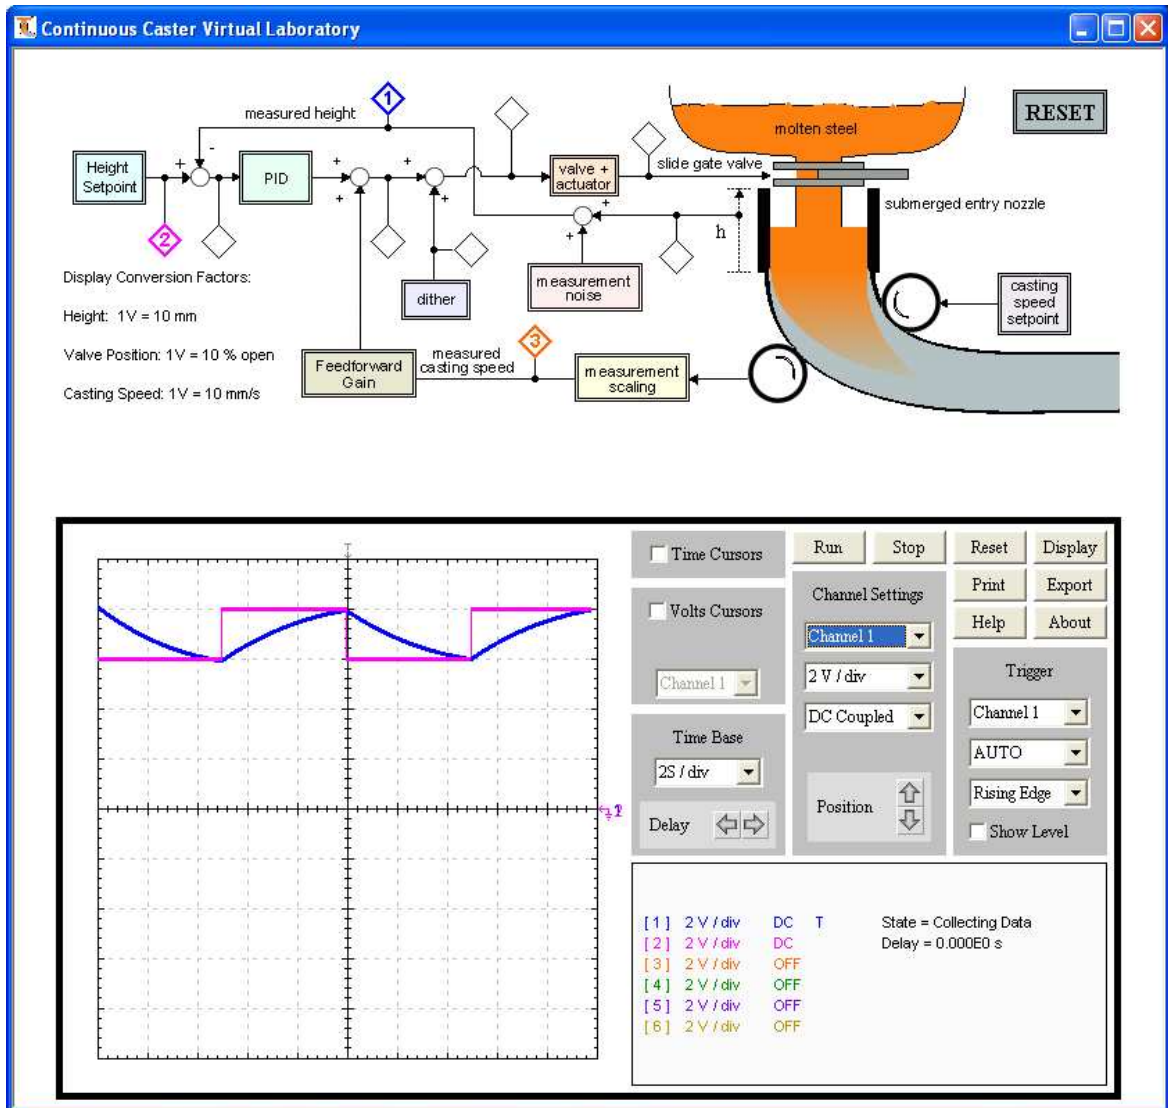 Continuous Caster Virtual Laboratory
1
measured height
molten steel
RESET
Height
Setpoint
+
-
PID
+
+
+
+
valve +
actuator
slide gate valve
submerged entry nozzle
2
h
+
+
Display Conversion Factors:
dither
measurement
noise
casting
speed
setpoint
Height: 1V = 10 mm
3
Valve Position: 1V = 10 % open
Feedforward
Gain
measured
casting speed
measurement
scaling
Casting Speed: 1V = 10 mm/s
T
Time Cursors
Run
Stop
Reset
Display
Print
Export
Help
About
Volts Cursors
Channel 1
Channel Settings
Channel 1
2 V / div
DC Coupled
Trigger
Channel 1
AUTO
Rising Edge
Show Level
Time Base
2S / div
Delay
Position
[ 1 ] 2 V / div DC T
[ 2 ] 2 V / div DC
[ 3 ] 2 V / div OFF
[ 4 ] 2 V / div OFF
[ 5 ] 2 V / div OFF
[ 6 ] 2 V / div OFF
State = Collecting Data
Delay = 0.000E0 s